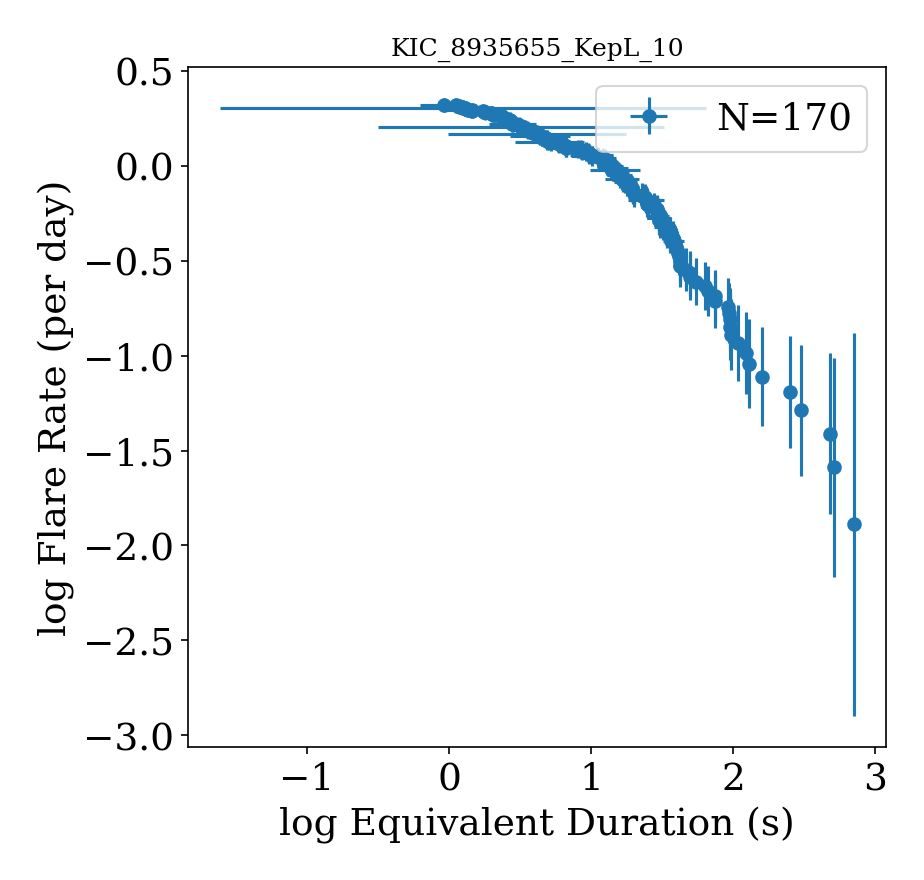 KIC_8935655_KepL_10
N=170
log Flare Rate (per day)
0.5
0.0
−0.5
−1.0
−1.5
−2.0
−2.5
−3.0
−1 0 1 2 3
log Equivalent Duration (s)